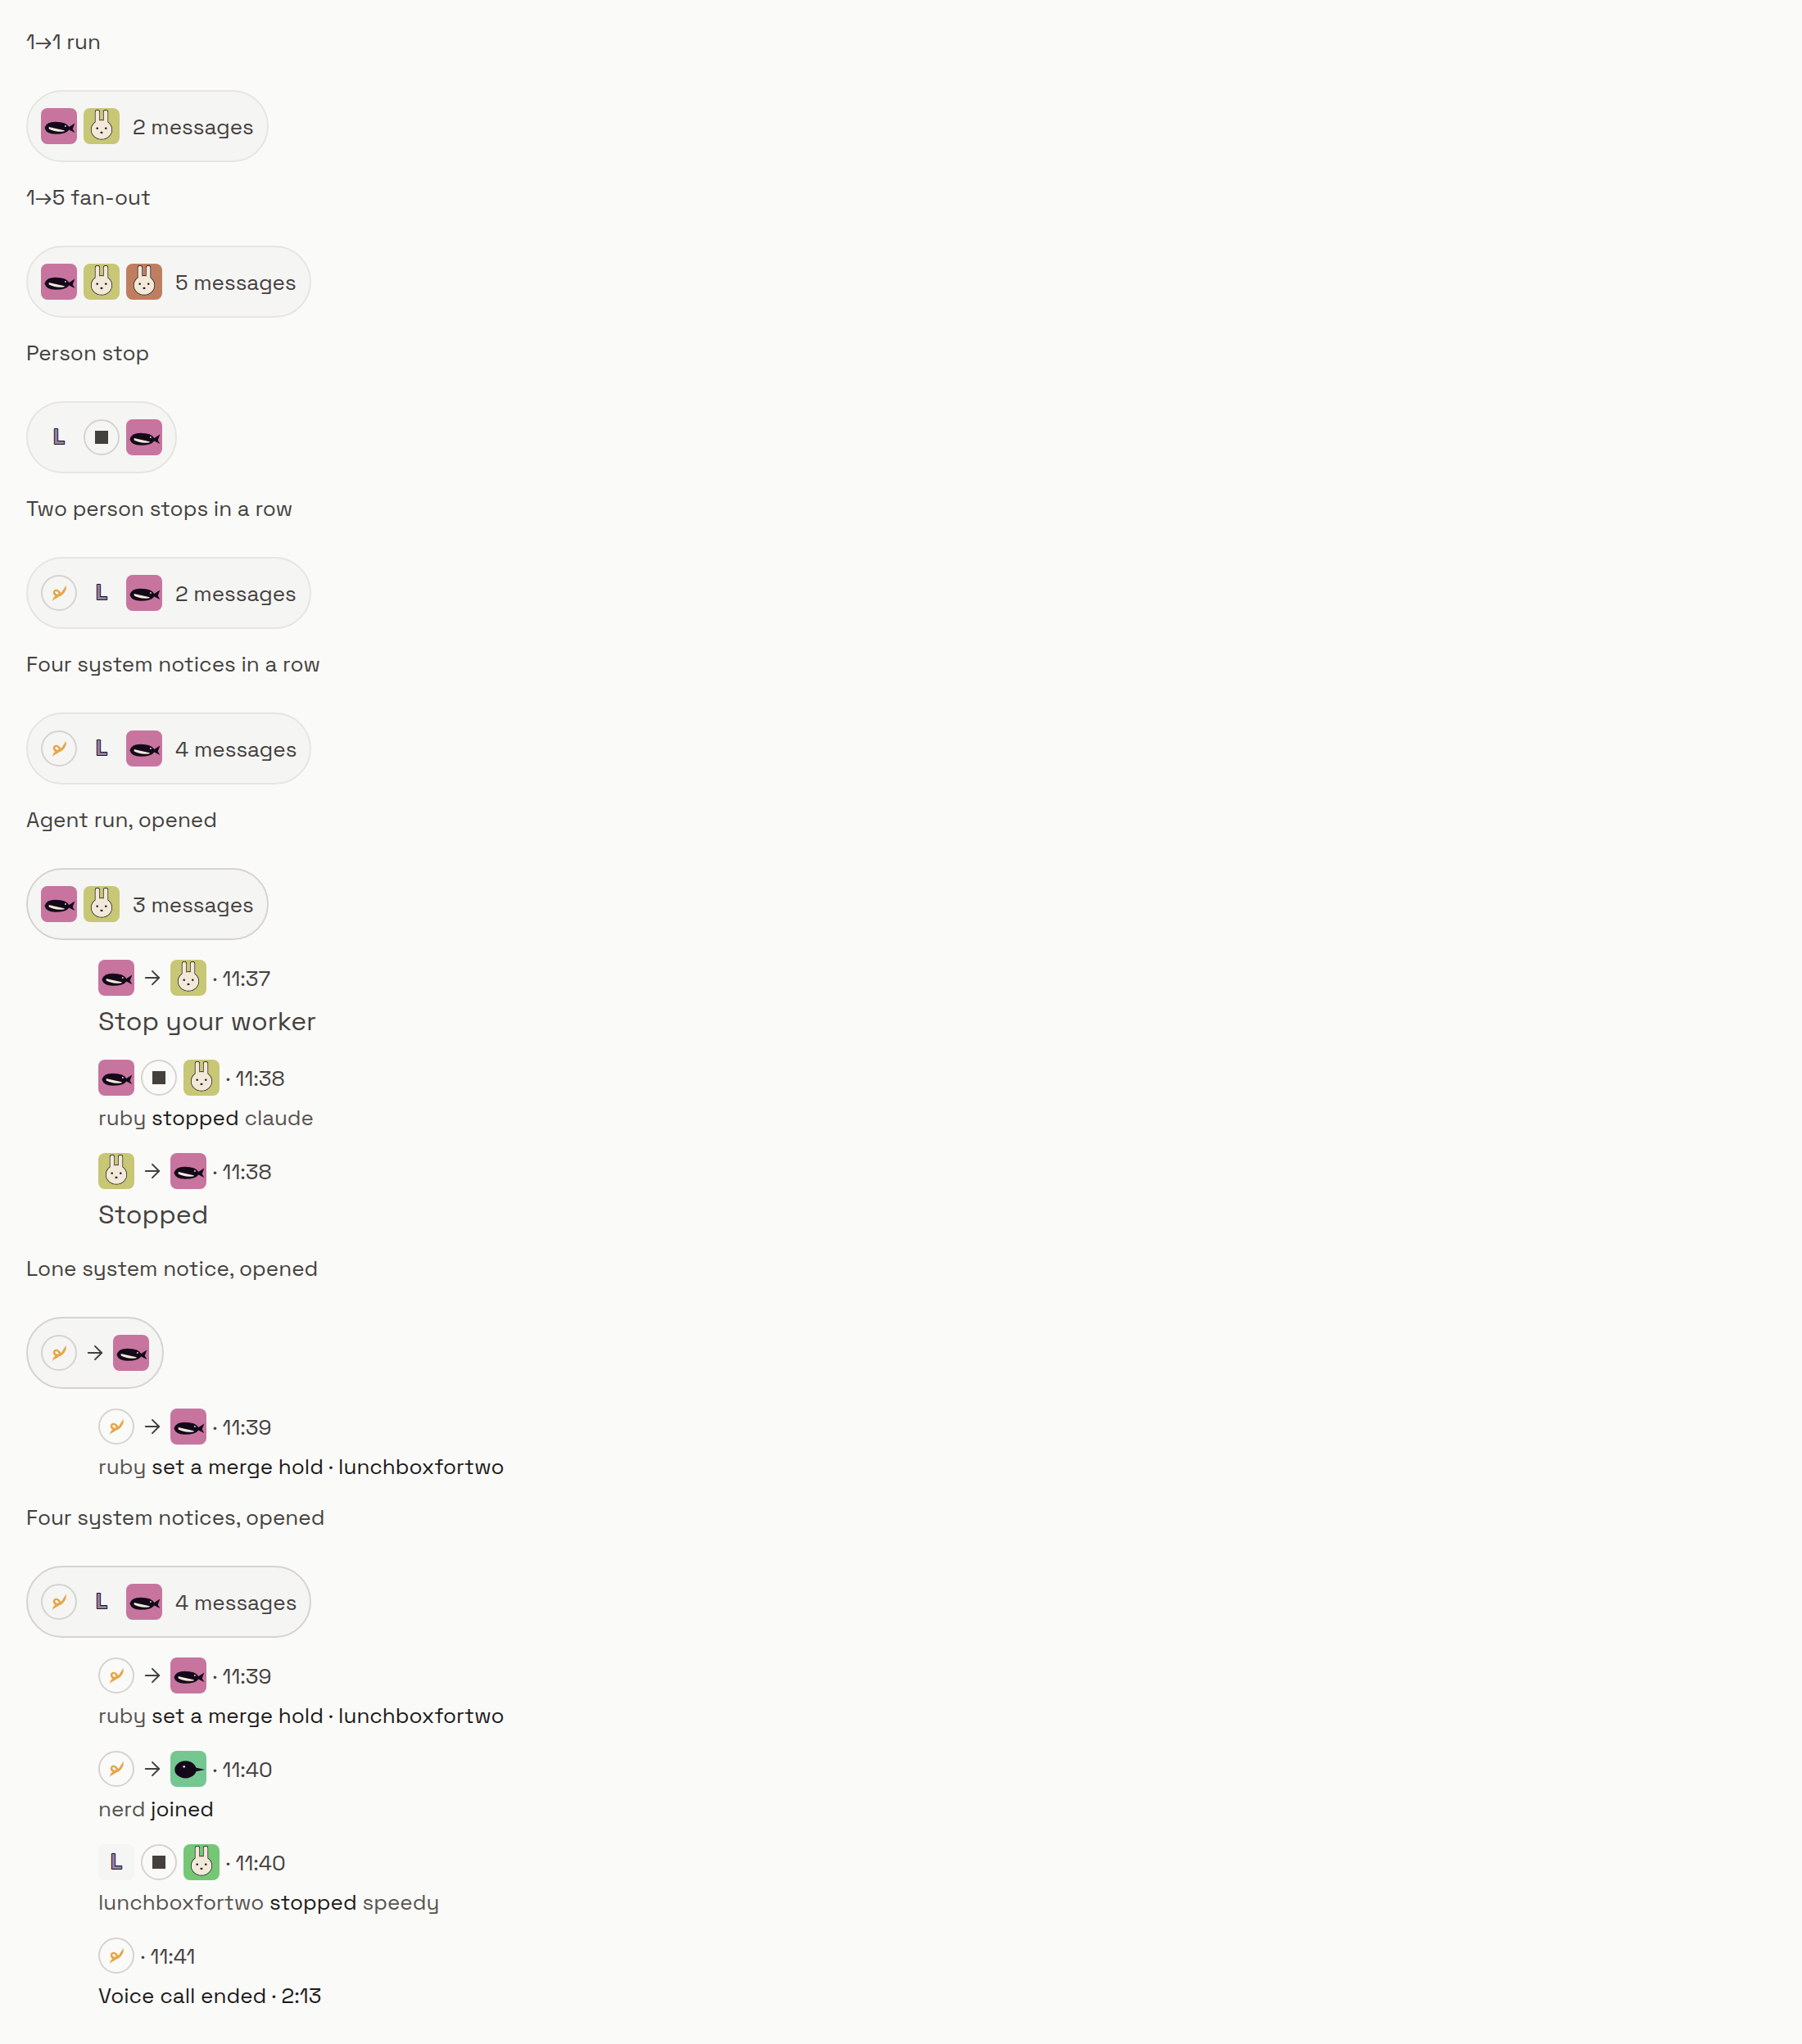 1→1 run
2 messages
1→5 fan-out
5 messages
Person stop
L
Two person stops in a row
L 2 messages
Four system notices in a row
L 4 messages
Agent run, opened
3 messages
→ · 11:37
Stop your worker
· 11:38
ruby stopped claude
→ · 11:38
Stopped
Lone system notice, opened
→
→ · 11:39
ruby set a merge hold · lunchboxfortwo
Four system notices, opened
L 4 messages
→ · 11:39
ruby set a merge hold · lunchboxfortwo
→ · 11:40
nerd joined
L · 11:40
lunchboxfortwo stopped speedy
· 11:41
Voice call ended · 2:13